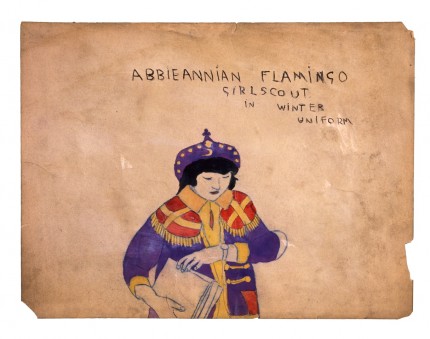 ABBIEANNIAN FLAMINGO
GIRLSCOUT
IN WINTER
UNIFORM